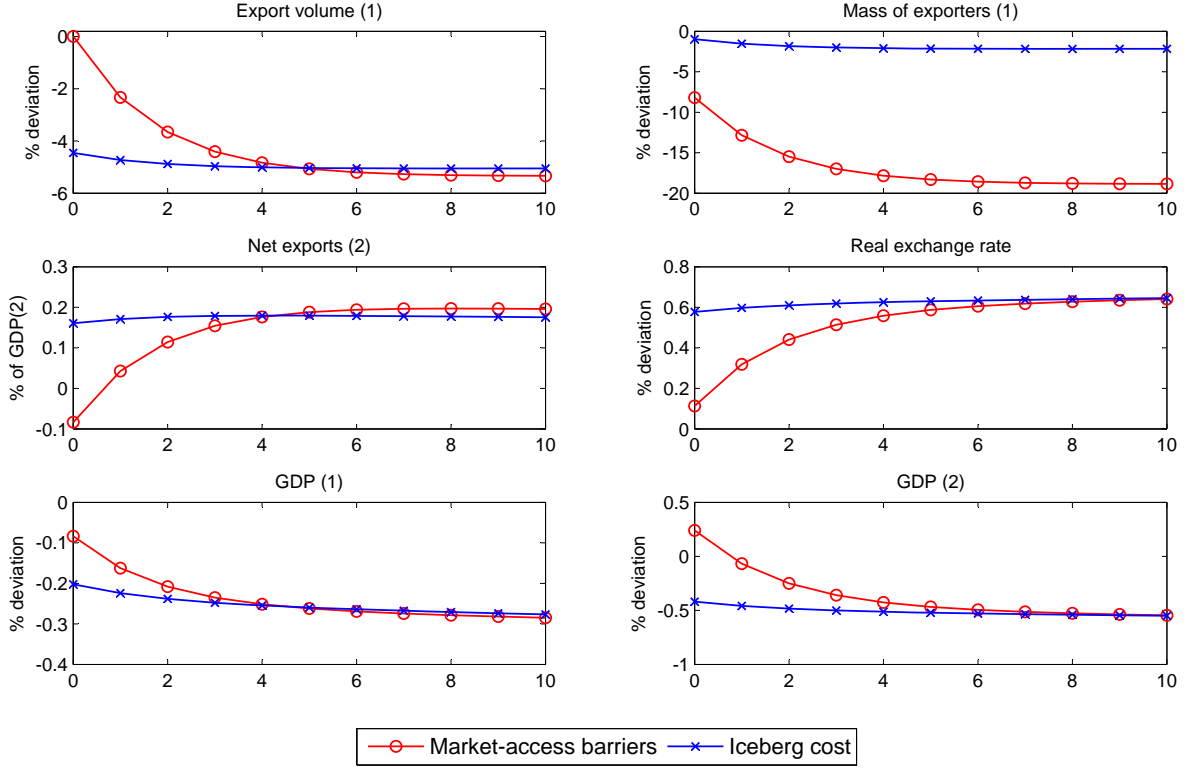 Export volume (1)
Mass of exporters (1)
% deviation
0
-2
-4
-6
0 2 4 6 8 10
% deviation
0
-5
-10
-15
-20
0 2 4 6 8 10
Net exports (2)
Real exchange rate
% of GDP(2)
0.3
0.2
0.1
0
-0.1
0 2 4 6 8 10
% deviation
0.8
0.6
0.4
0.2
0
0 2 4 6 8 10
GDP (1)
GDP (2)
% deviation
0
-0.1
-0.2
-0.3
-0.4
0 2 4 6 8 10
% deviation
0.5
0
-0.5
-1
0 2 4 6 8 10
Market-access barriers
Iceberg cost